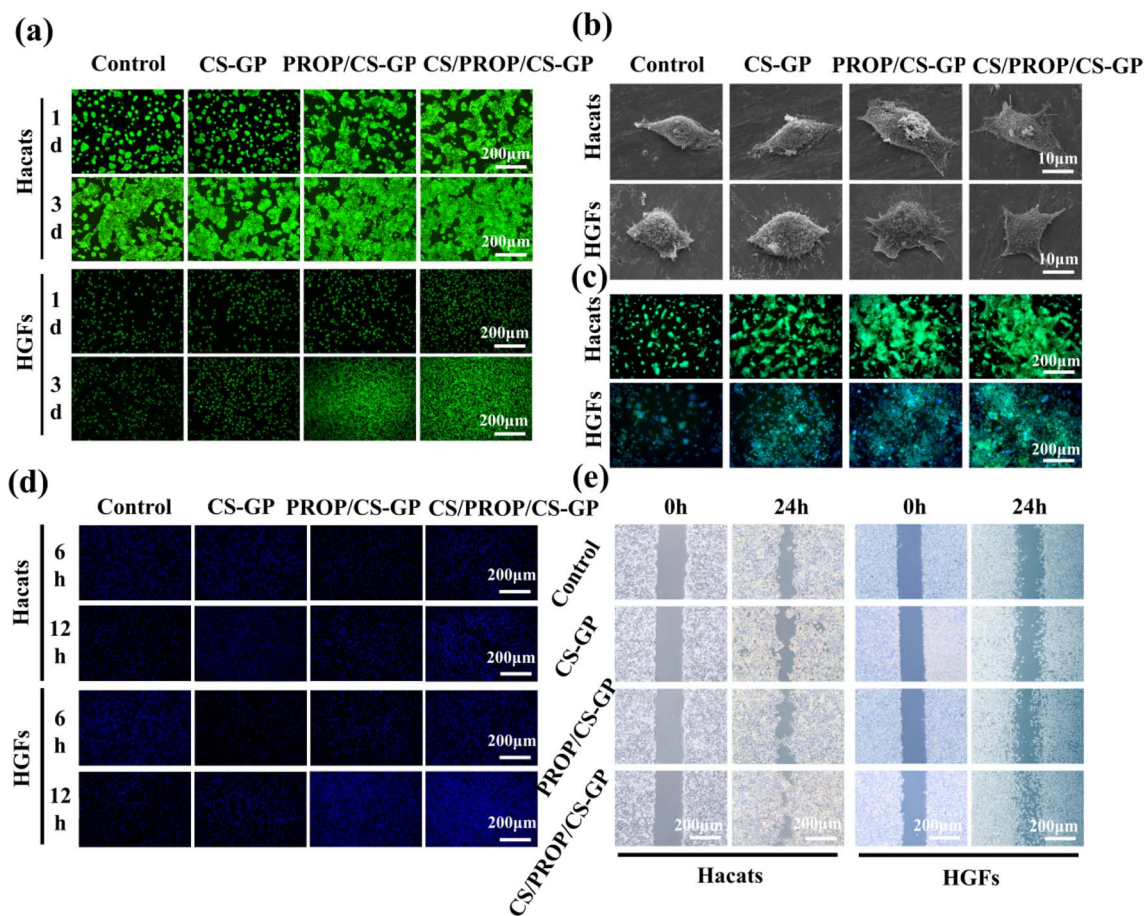 (a)
Control CS-GP PROP/CS-GP CS/PROP/CS-GP
Hacats
1
d
200μm
3
d
200μm
HGFs
1
d
200μm
3
d
200μm
(b)
Control CS-GP PROP/CS-GP CS/PROP/CS-GP
Hacats
10μm
HGFs
10μm
(c)
Hacats
200μm
HGFs
200μm
(d)
Control CS-GP PROP/CS-GP CS/PROP/CS-GP
Hacats
6
h
200μm
12
h
200μm
HGFs
6
h
200μm
12
h
200μm
(e)
0h 24h 0h 24h
Control
CS-GP
PROP/CS-GP
CS/PROP/CS-GP
200μm 200μm 200μm 200μm
Hacats HGFs